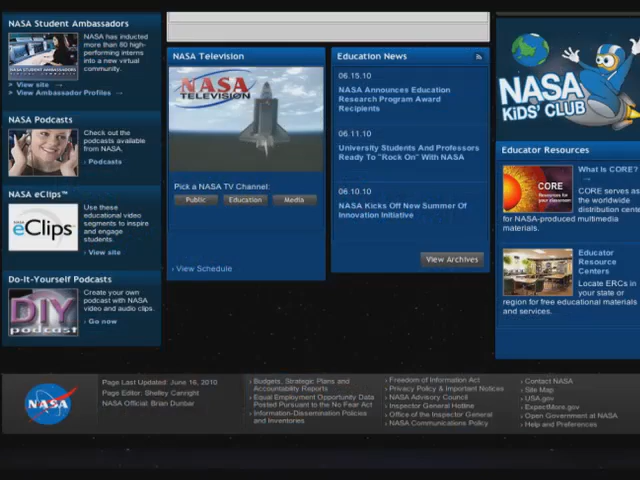 NASA Student Ambassadors
NASA has inducted
more than 80 high-
performing interns
into a new virtual
community.
NASA STUDENT AMBASSADORS
> View site →
> View Ambassador Profiles →
NASA Podcasts
Check out the
podcasts available
from NASA.
› Podcasts
NASA eClips™
eClips
Use these
educational video
segments to inspire
and engage
students.
› View site
Do-It-Yourself Podcasts
DIY
podcast
Create your own
podcast with NASA
video and audio clips.
› Go now
NASA Television
NASA
TELEVISION
Pick a NASA TV Channel:
Public
Education
Media
› View Schedule
Education News
06.15.10
NASA Announces Education
Research Program Award
Recipients
06.11.10
University Students And Professors
Ready To "Rock On" With NASA
06.10.10
NASA Kicks Off New Summer Of
Innovation Initiative
View Archives
NASA
KiDS' CLUB
Educator Resources
CORE
Resources for
your classroom
What Is CORE?
→
CORE serves as
the worldwide
distribution cente
for NASA-produced multimedia
materials.
Educator
Resource
Centers
Locate ERCs in
your state or
region for free educational materials
and services.
NASA
Page Last Updated: June 16, 2010
Page Editor: Shelley Canright
NASA Official: Brian Dunbar
› Budgets, Strategic Plans and
Accountability Reports
› Equal Employment Opportunity Data
Posted Pursuant to the No Fear Act
› Information-Dissemination Policies
and Inventories
› Freedom of Information Act
› Privacy Policy & Important Notices
› NASA Advisory Council
› Inspector General Hotline
› Office of the Inspector General
› NASA Communications Policy
› Contact NASA
› Site Map
› USA.gov
› ExpectMore.gov
› Open Government at NASA
› Help and Preferences